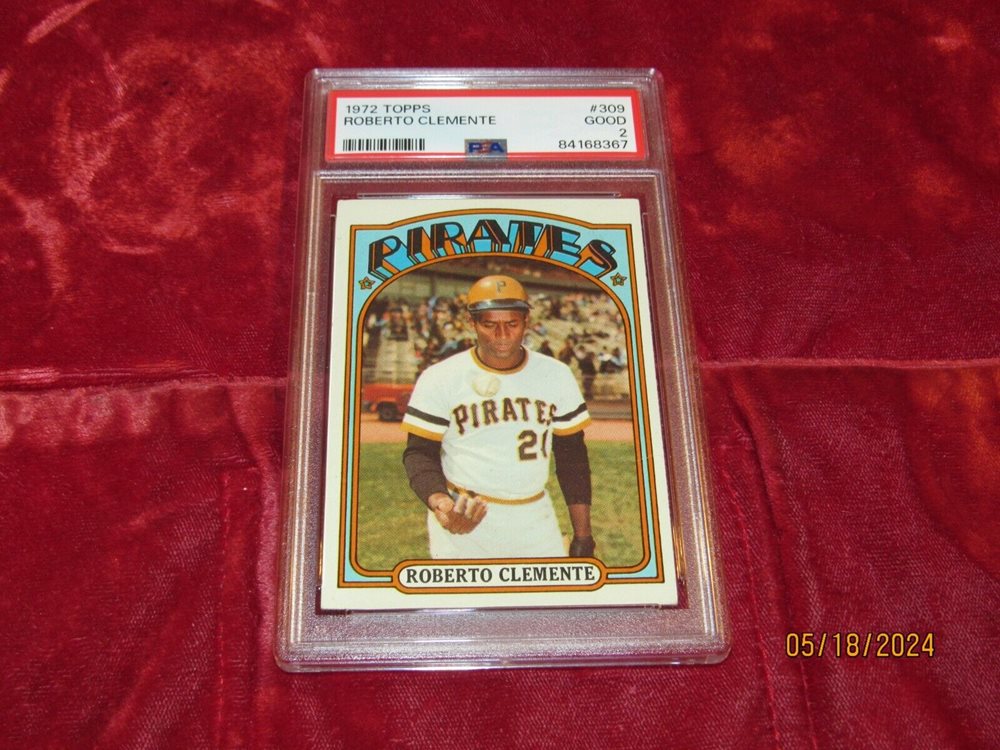 1972 TOPPS #309
ROBERTO CLEMENTE GOOD
2
PSA 84168367
PIRATES
P
PIRATES
21
ROBERTO CLEMENTE
05/18/2024